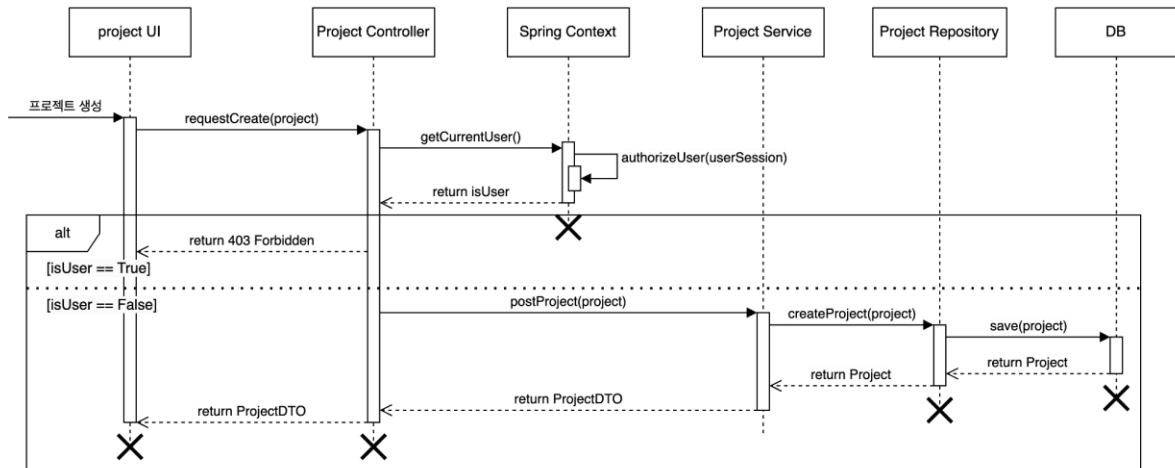 project UI
Project Controller
Spring Context
Project Service
Project Repository
DB
프로젝트 생성
requestCreate(project)
getCurrentUser()
authorizeUser(userSession)
return isUser
alt
return 403 Forbidden
[isUser == True]
[isUser == False]
postProject(project)
createProject(project)
save(project)
return Project
return Project
return ProjectDTO
return ProjectDTO